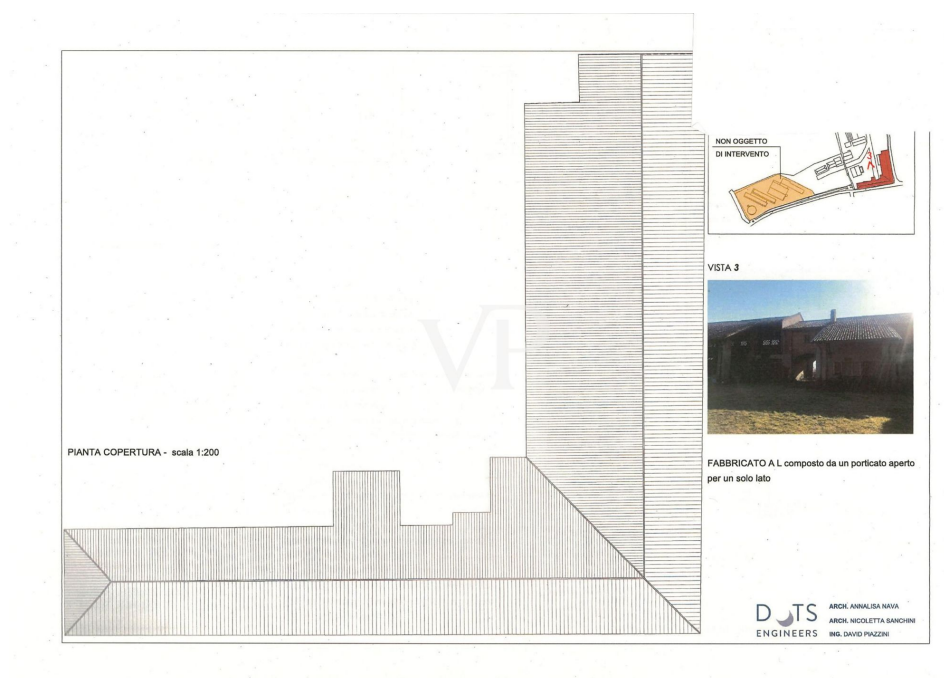 NON OGGETTO
DI INTERVENTO
VISTA 3
PIANTA COPERTURA - scala 1:200
FABBRICATO A L composto da un porticato aperto
per un solo lato
VP
DOTS
ENGINEERS
ARCH. ANNALISA NAVA
ARCH. NICOLETTA SANCHINI
ING. DAVID PIAZZINI